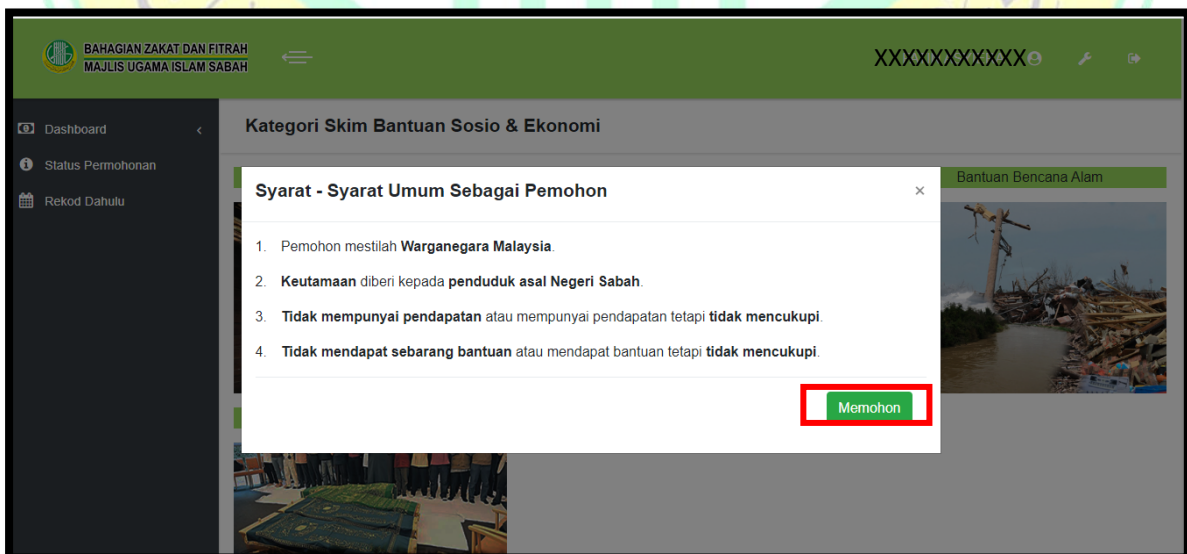 BAHAGIAN ZAKAT DAN FITRAH
MAJLIS UGAMA ISLAM SABAH
XXXXXXXXXXX
Dashboard
Status Permohonan
Rekod Dahulu
Kategori Skim Bantuan Sosio & Ekonomi
Bantuan Bencana Alam
Syarat - Syarat Umum Sebagai Pemohon ×
1. Pemohon mestilah Warganegara Malaysia.
2. Keutamaan diberi kepada penduduk asal Negeri Sabah.
3. Tidak mempunyai pendapatan atau mempunyai pendapatan tetapi tidak mencukupi.
4. Tidak mendapat sebarang bantuan atau mendapat bantuan tetapi tidak mencukupi.
Memohon